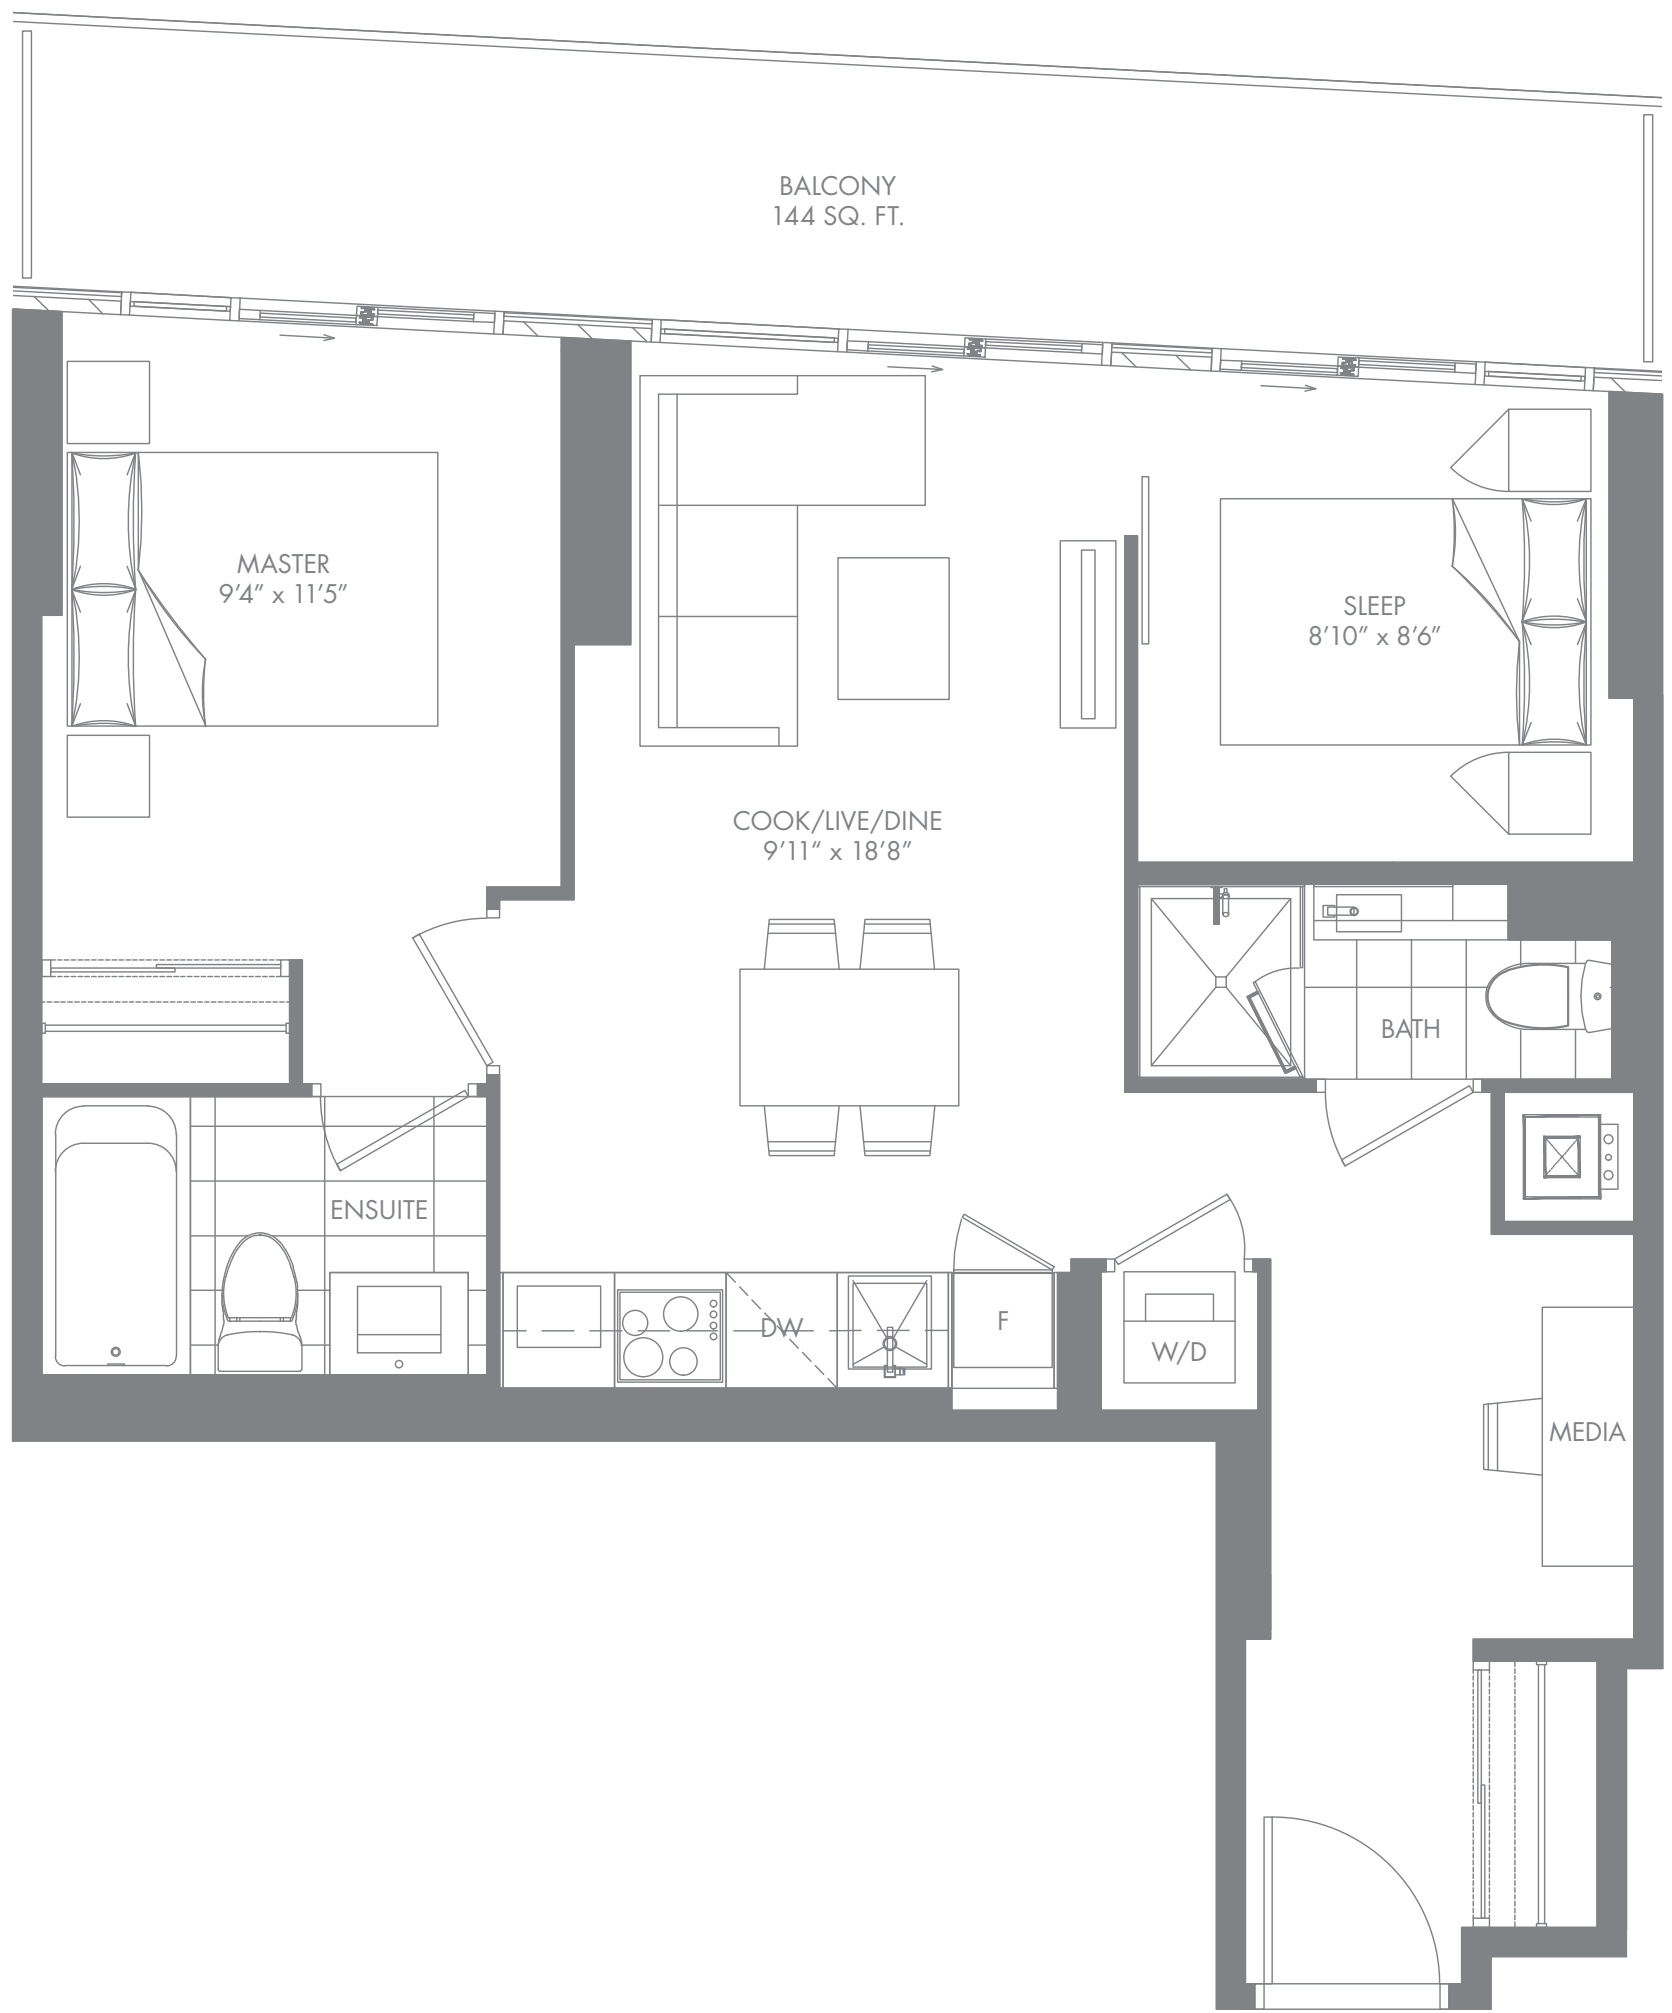 BALCONY
144 SQ. FT.
MASTER
9’4” x 11’5”
SLEEP
8’10” x 8’6”
COOK/LIVE/DINE
9’11“ x 18’8”
BATH
ENSUITE
DW
F
W/D
MEDIA